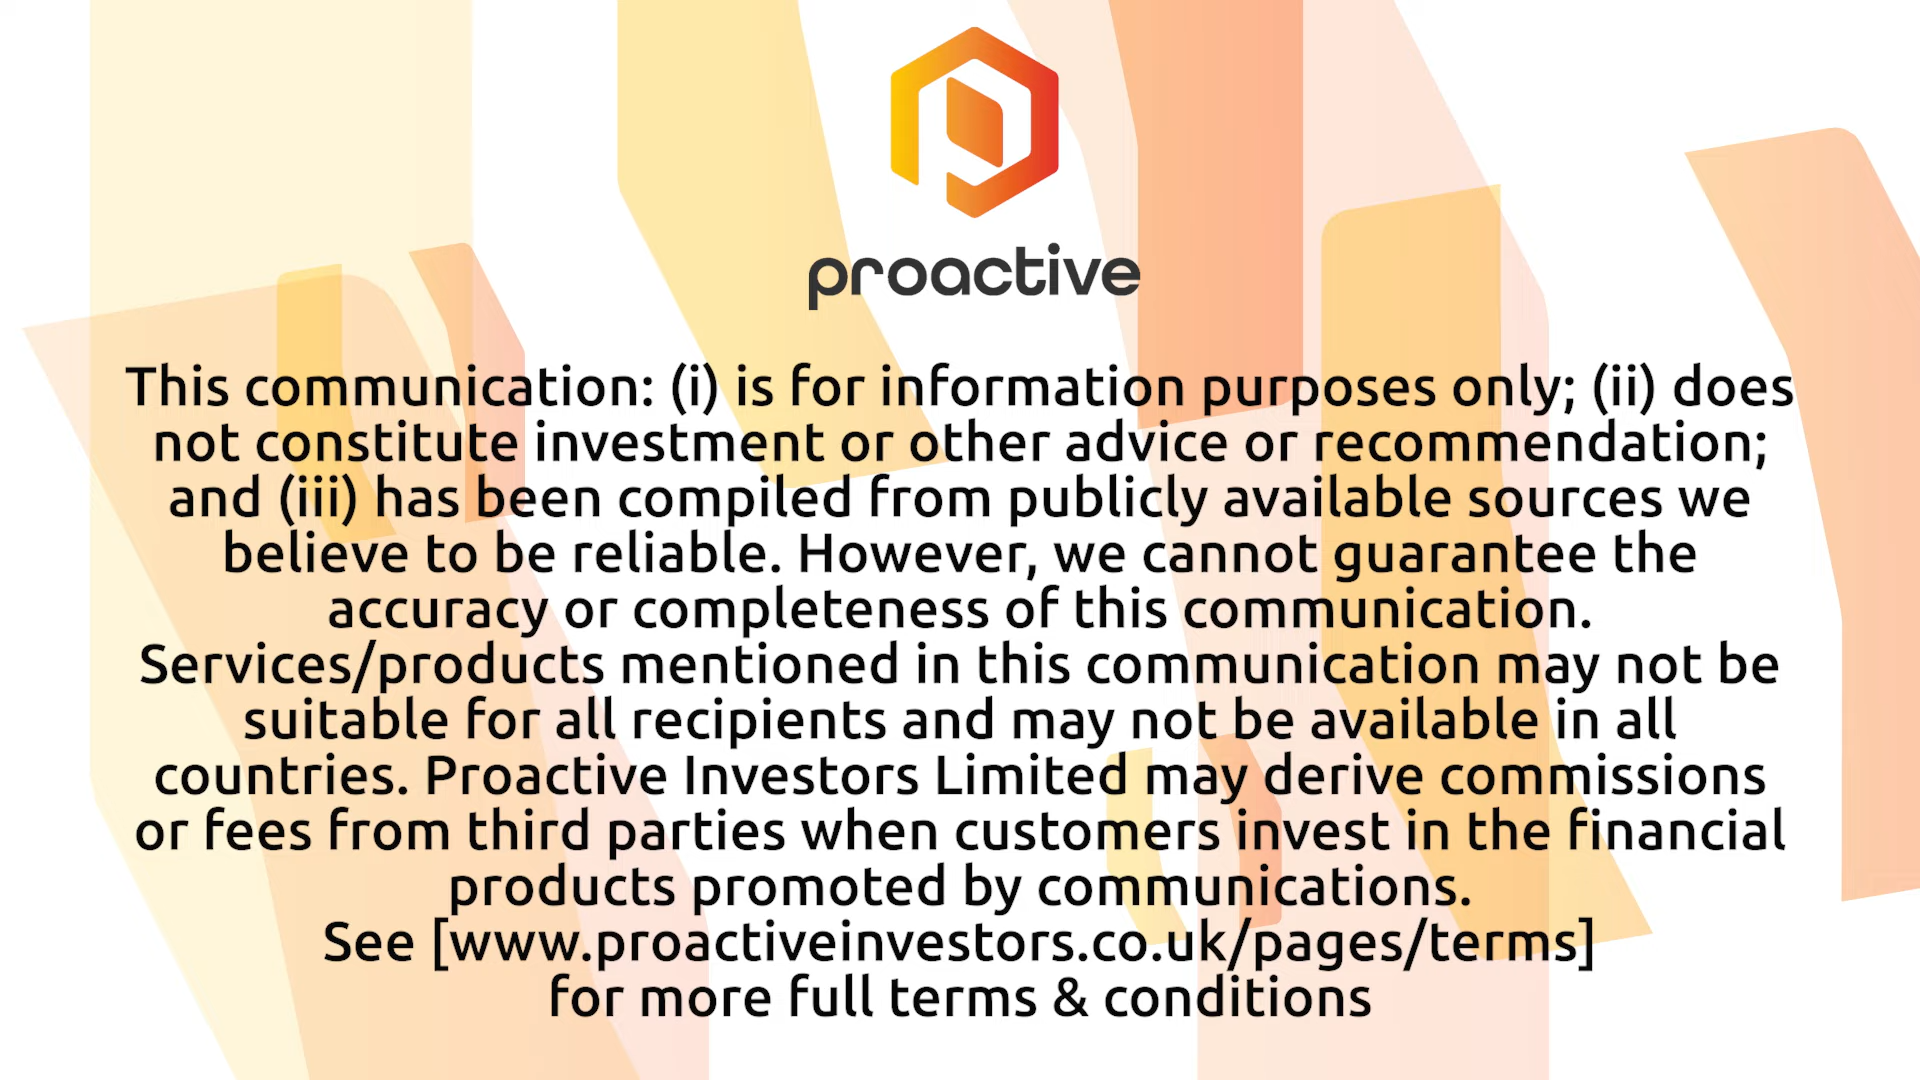 proactive
This communication: (i) is for information purposes only; (ii) does
not constitute investment or other advice or recommendation;
and (iii) has been compiled from publicly available sources we
believe to be reliable. However, we cannot guarantee the
accuracy or completeness of this communication.
Services/products mentioned in this communication may not be
suitable for all recipients and may not be available in all
countries. Proactive Investors Limited may derive commissions
or fees from third parties when customers invest in the financial
products promoted by communications.
See [www.proactiveinvestors.co.uk/pages/terms]
for more full terms & conditions